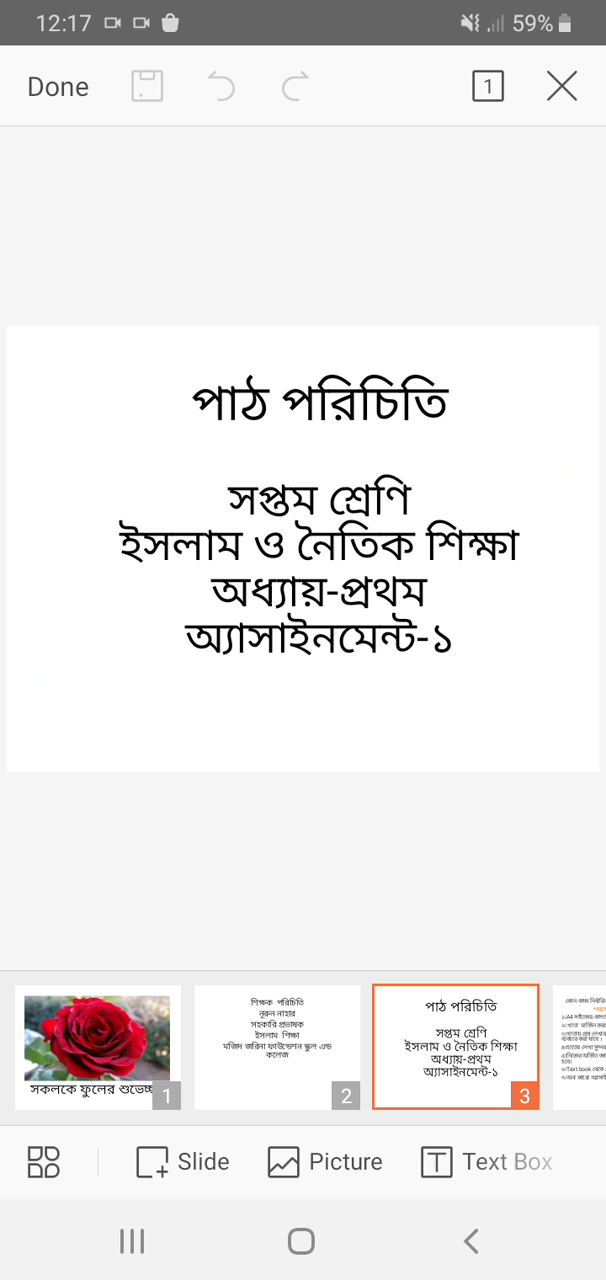 12:17
59%
Done
1
পাঠ পরিচিতি
সপ্তম শ্রেণি
ইসলাম ও নৈতিক শিক্ষা
অধ্যায়-প্রথম
অ্যাসাইনমেন্ট-১
সকলকে ফুলের শুভেচ্ছ
1
শিক্ষক পরিচিতি
নূরুন নাহার
সহকারি প্রভাষক
ইসলাম শিক্ষা
মজিদ জরিনা ফাউন্ডেশন স্কুল এন্ড
কলেজ
2
পাঠ পরিচিতি
সপ্তম শ্রেণি
ইসলাম ও নৈতিক শিক্ষা
অধ্যায়-প্রথম
অ্যাসাইনমেন্ট-১
3
Slide
Picture
Text Box